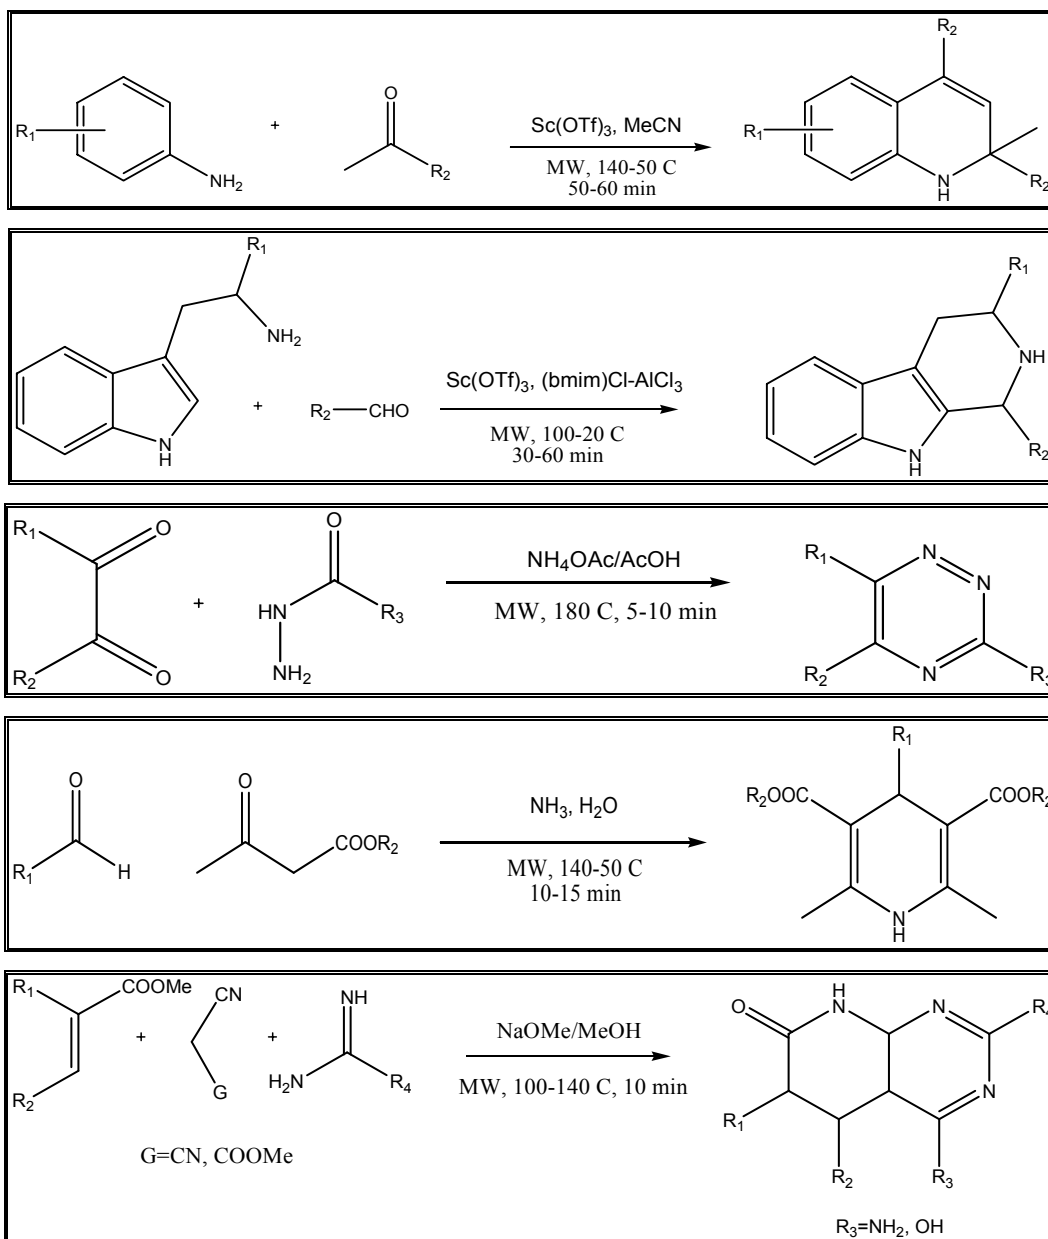 R1
NH2
+
O
R2
Sc(OTf)3, MeCN
MW, 140-50 C
50-60 min
R2
R1
N
H
R2
R1
NH2
N
H
+
R2
CHO
Sc(OTf)3, (bmim)Cl-AlCl3
MW, 100-20 C
30-60 min
R1
NH
N
H
R2
R1
O
R2
O
+
O
HN
R3
NH2
NH4OAc/AcOH
MW, 180 C, 5-10 min
R1
N
N
R2
N
R3
O
R1
H
O
COOR2
NH3, H2O
MW, 140-50 C
10-15 min
R1
R2OOC
COOR2
N
H
R1
COOMe
R2
+
CN
G
+
NH
H2N
R4
G=CN, COOMe
NaOMe/MeOH
MW, 100-140 C, 10 min
O
H
N
N
R4
N
R1
R2
R3
R3=NH2, OH